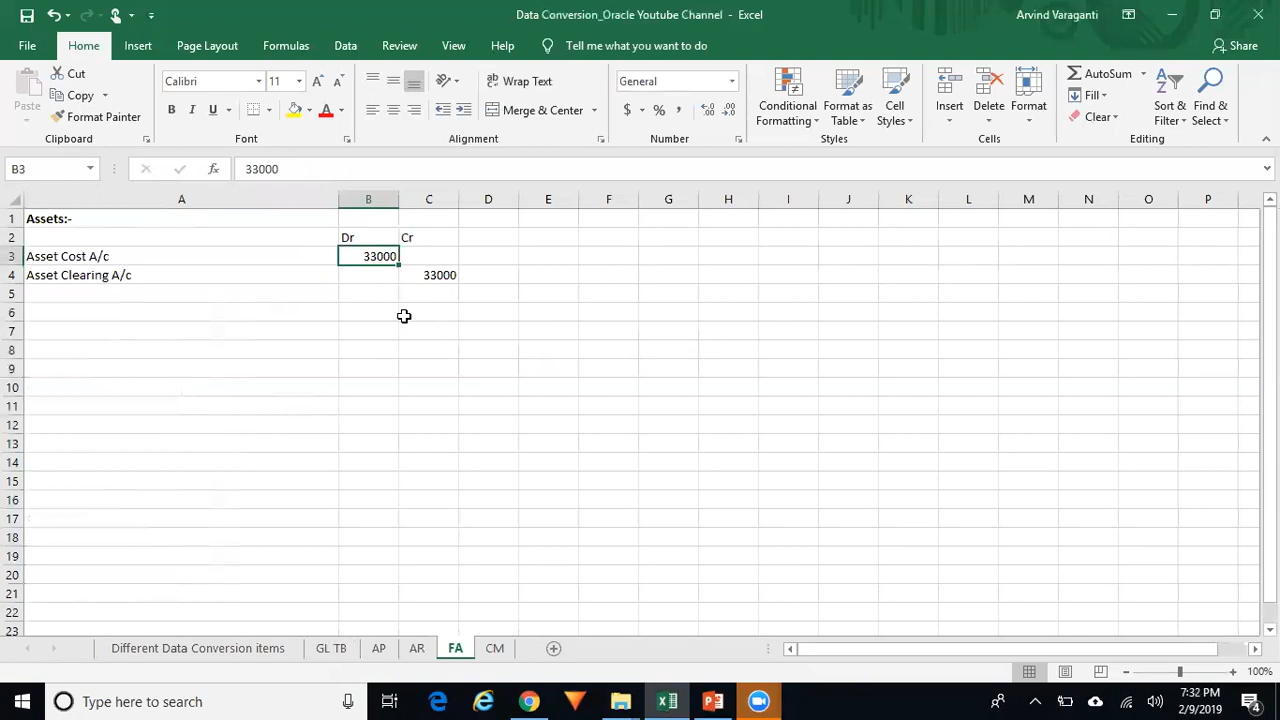 Data Conversion_Oracle Youtube Channel - Excel
Arvind Varaganti
File Home Insert Page Layout Formulas Data Review View Help Tell me what you want to do
Share
Paste
Cut
Copy
Format Painter
Clipboard
Calibri 11
B I U
Font
Wrap Text
Merge & Center
Alignment
General
$ % ,
Number
Conditional Formatting
Format as Table
Cell Styles
Styles
Insert
Delete
Format
Cells
AutoSum
Fill
Clear
Sort & Filter
Find & Select
Editing
B3 fx 33000
A B C D E F G H I J K L M N O P
1 Assets:-
2 Dr Cr
3 Asset Cost A/c 33000
4 Asset Clearing A/c 33000
5
6
7
8
9
10
11
12
13
14
15
16
17
18
19
20
21
22
23
Different Data Conversion items GL TB AP AR FA CM
100%
Type here to search
7:32 PM
2/9/2019
4